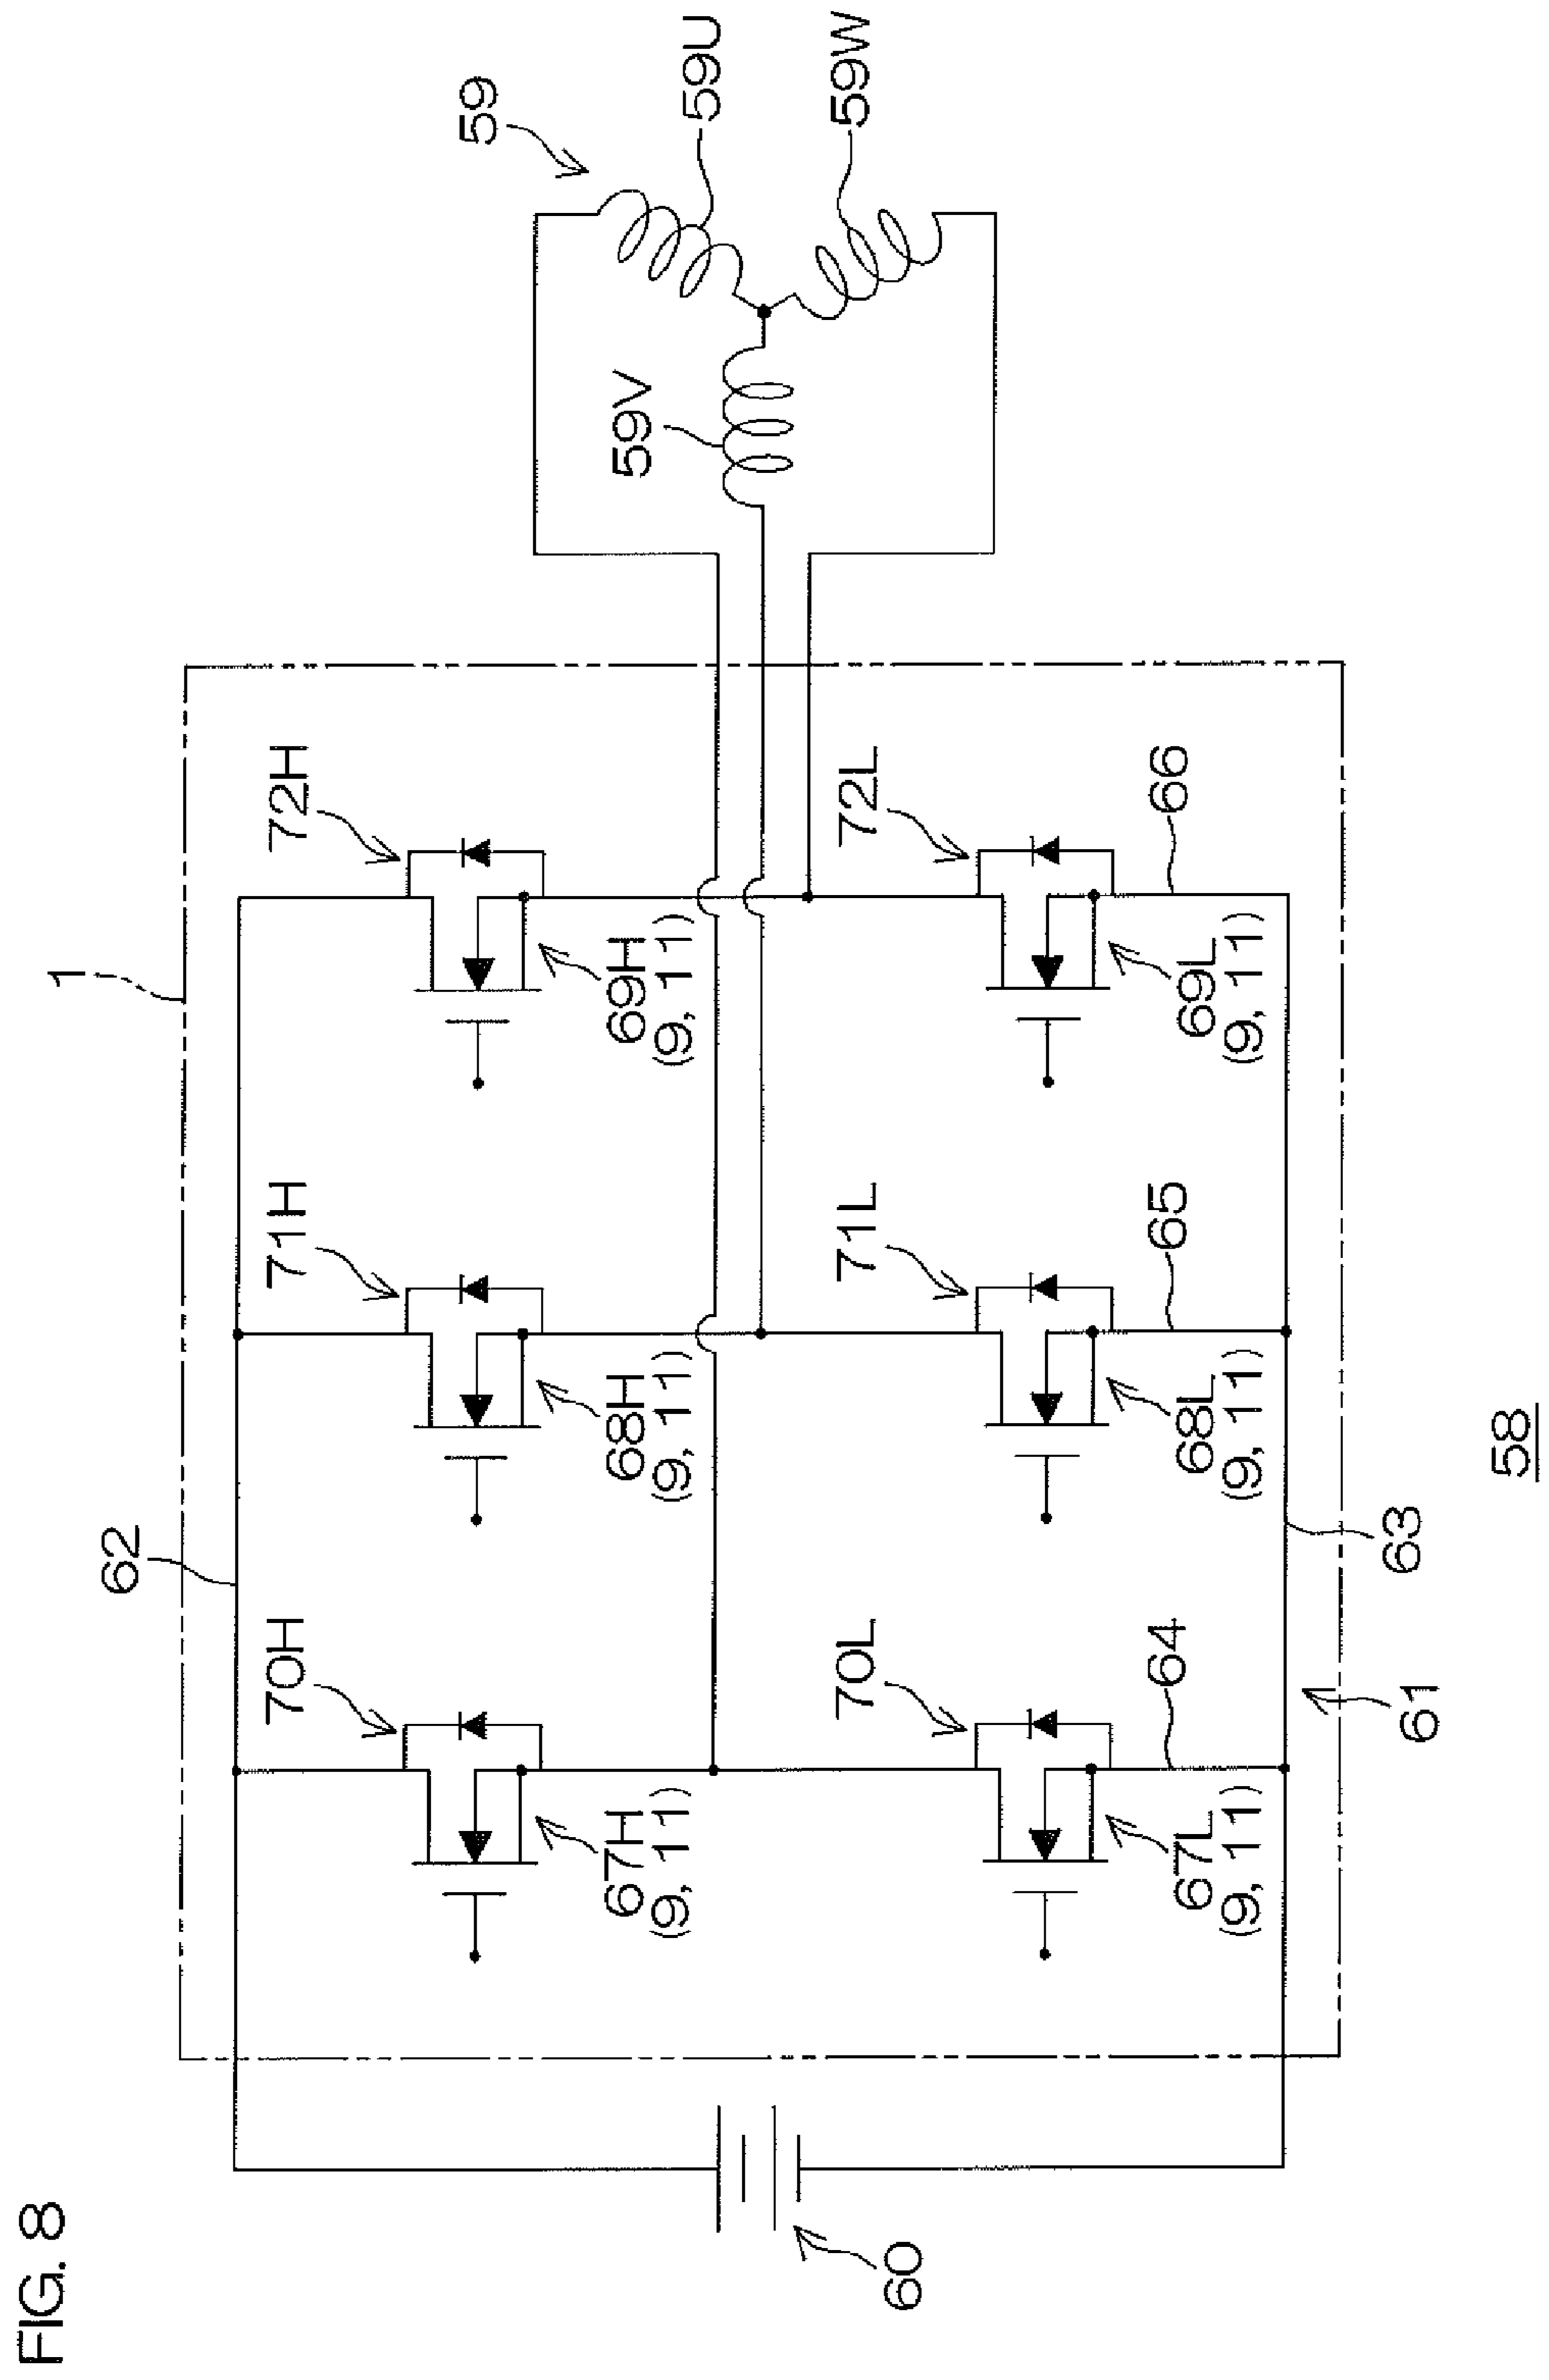 FIG. 8
1
62
70H
71H
72H
67H
(9, 11)
68H
(9, 11)
69H
(9, 11)
59
59U
59V
59W
60
70L
71L
72L
67L
(9, 11)
68L
(9, 11)
69L
(9, 11)
64
65
66
61
63
58